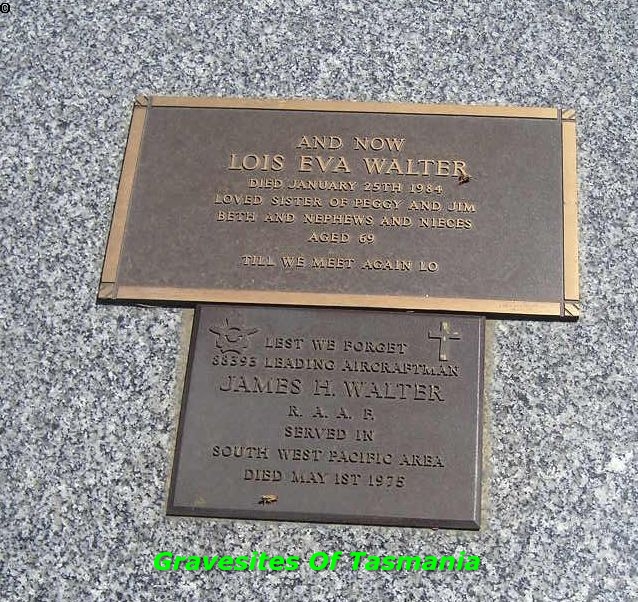 ©
AND NOW
LOIS EVA WALTER
DIED JANUARY 25TH 1984
LOVED SISTER OF PEGGY AND JIM
BETH AND NEPHEWS AND NIECES
AGED 69
TILL WE MEET AGAIN LO
LEST WE FORGET
88393 LEADING AIRCRAFTMAN
JAMES H. WALTER
R. A. A. F.
SERVED IN
SOUTH WEST PACIFIC AREA
DIED MAY 1ST 1975
Gravesites Of Tasmania